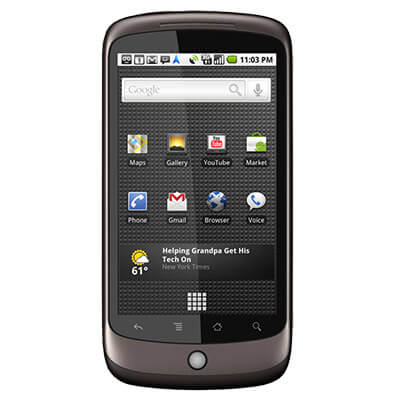 11:03 PM
Google
Maps Gallery YouTube Market
Phone Gmail Browser Voice
Helping Grandpa Get His
Tech On
61° New York Times